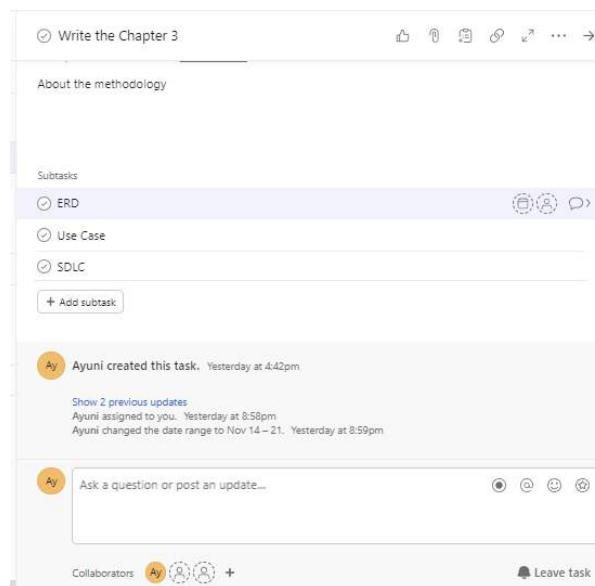 Write the Chapter 3
About the methodology
Subtasks
ERD
Use Case
SDLC
+ Add subtask
Ay Ayuni created this task. Yesterday at 4:42pm
Show 2 previous updates
Ayuni assigned to you. Yesterday at 8:58pm
Ayuni changed the date range to Nov 14 – 21. Yesterday at 8:59pm
Ay Ask a question or post an update...
Collaborators Ay + Leave task